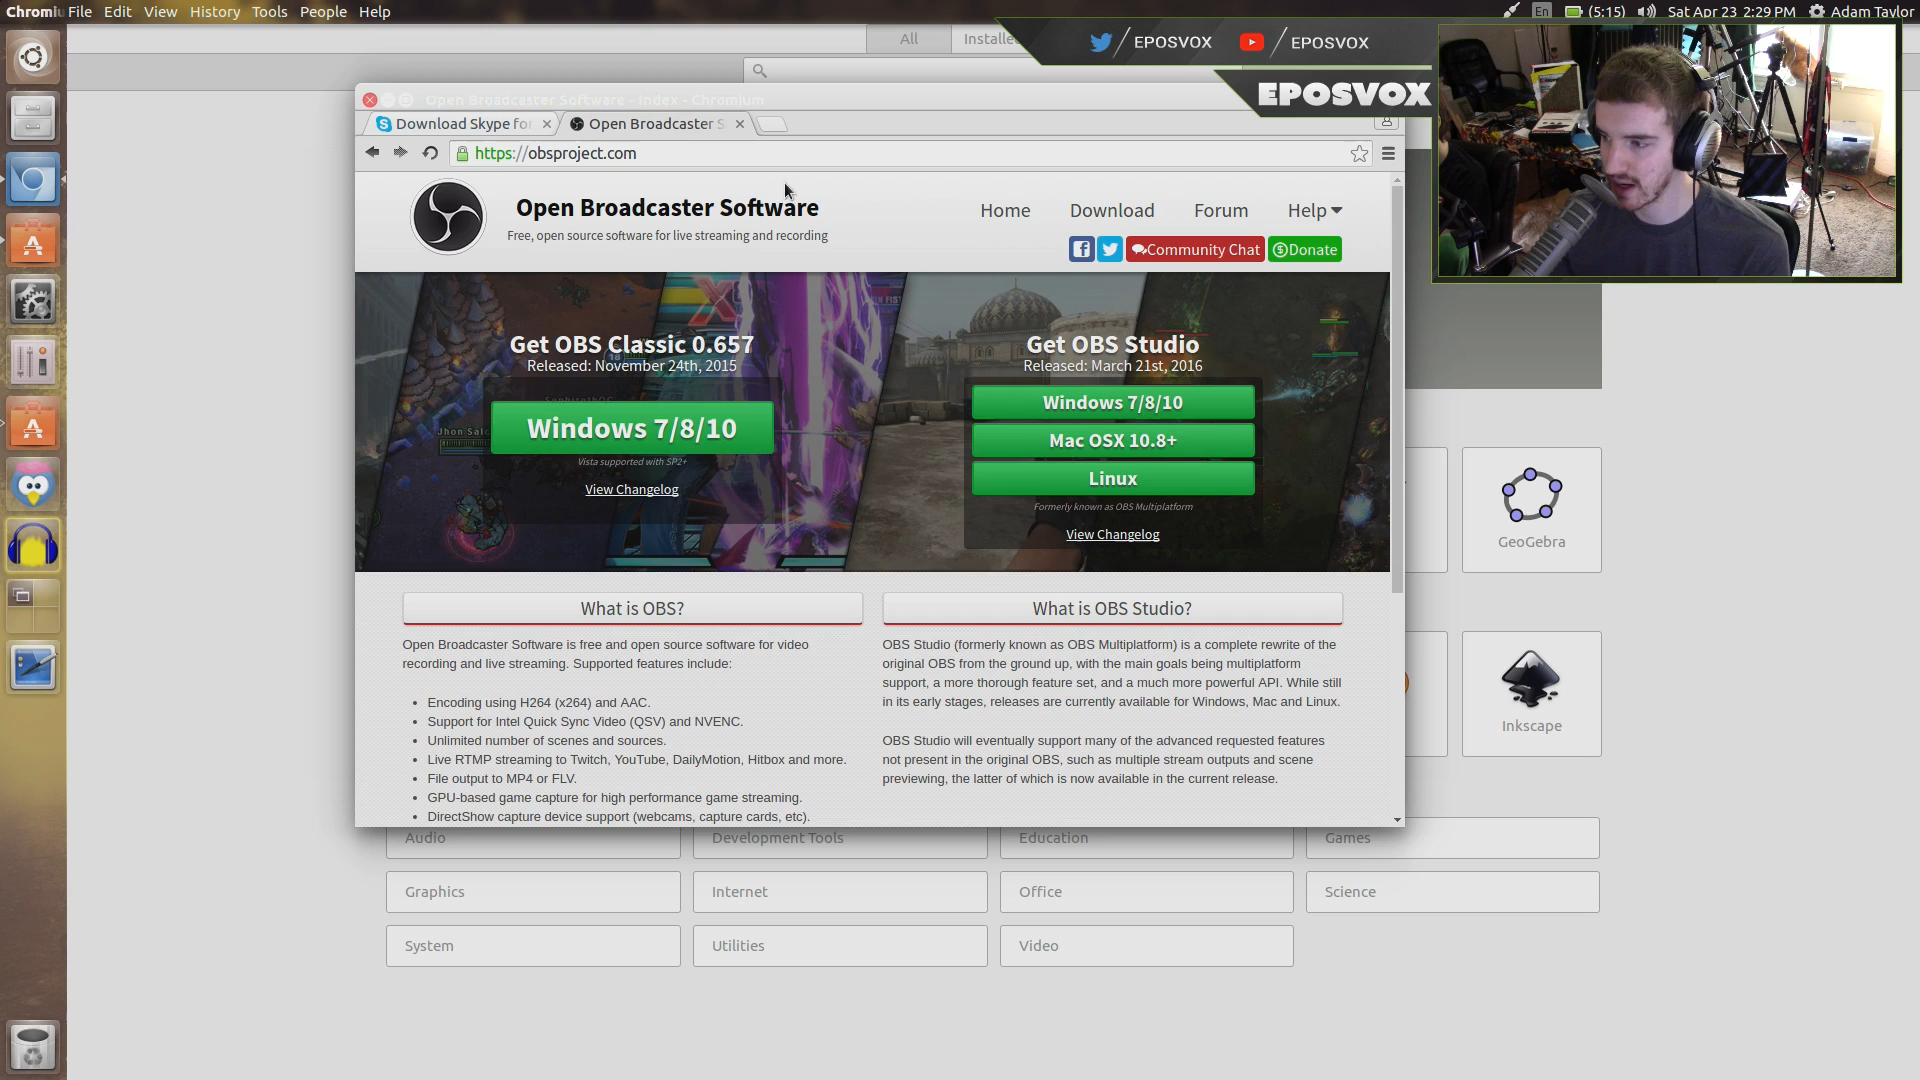 Chromiu File Edit View History Tools People Help
En (5:15) Sat Apr 23 2:29 PM Adam Taylor
All Installe
EPOSVOX EPOSVOX
EPOSVOX
Open Broadcaster Software - Index - Chromium
Download Skype for Open Broadcaster S
https://obsproject.com
Open Broadcaster Software
Free, open source software for live streaming and recording
Home Download Forum Help
Community Chat Donate
Get OBS Classic 0.657
Released: November 24th, 2015
Windows 7/8/10
Vista supported with SP2+
View Changelog
Get OBS Studio
Released: March 21st, 2016
Windows 7/8/10
Mac OSX 10.8+
Linux
Formerly known as OBS Multiplatform
View Changelog
What is OBS?
Open Broadcaster Software is free and open source software for video
recording and live streaming. Supported features include:
• Encoding using H264 (x264) and AAC.
• Support for Intel Quick Sync Video (QSV) and NVENC.
• Unlimited number of scenes and sources.
• Live RTMP streaming to Twitch, YouTube, DailyMotion, Hitbox and more.
• File output to MP4 or FLV.
• GPU-based game capture for high performance game streaming.
• DirectShow capture device support (webcams, capture cards, etc).
What is OBS Studio?
OBS Studio (formerly known as OBS Multiplatform) is a complete rewrite of the
original OBS from the ground up, with the main goals being multiplatform
support, a more thorough feature set, and a much more powerful API. While still
in its early stages, releases are currently available for Windows, Mac and Linux.
OBS Studio will eventually support many of the advanced requested features
not present in the original OBS, such as multiple stream outputs and scene
previewing, the latter of which is now available in the current release.
GeoGebra
Inkscape
Audio Development Tools Education Games
Graphics Internet Office Science
System Utilities Video